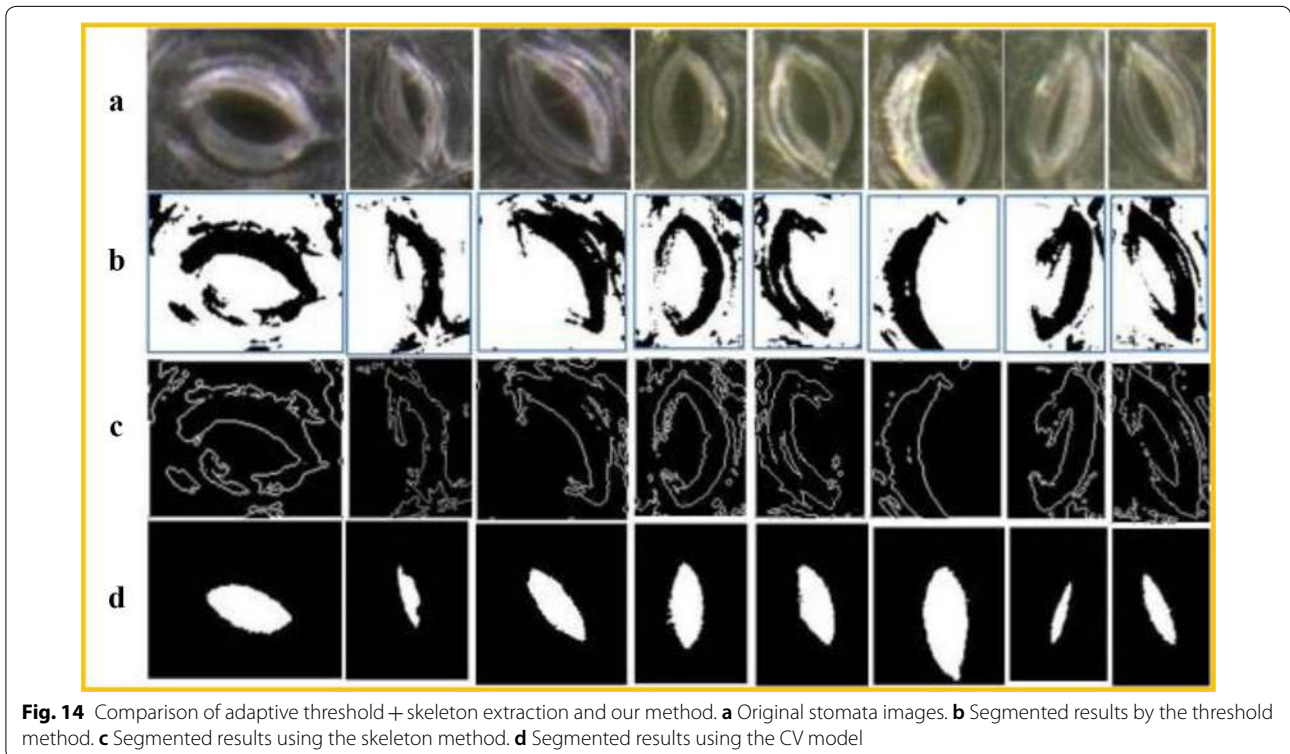 a
b
c
d
Fig. 14 Comparison of adaptive threshold + skeleton extraction and our method. a Original stomata images. b Segmented results by the threshold
method. c Segmented results using the skeleton method. d Segmented results using the CV model